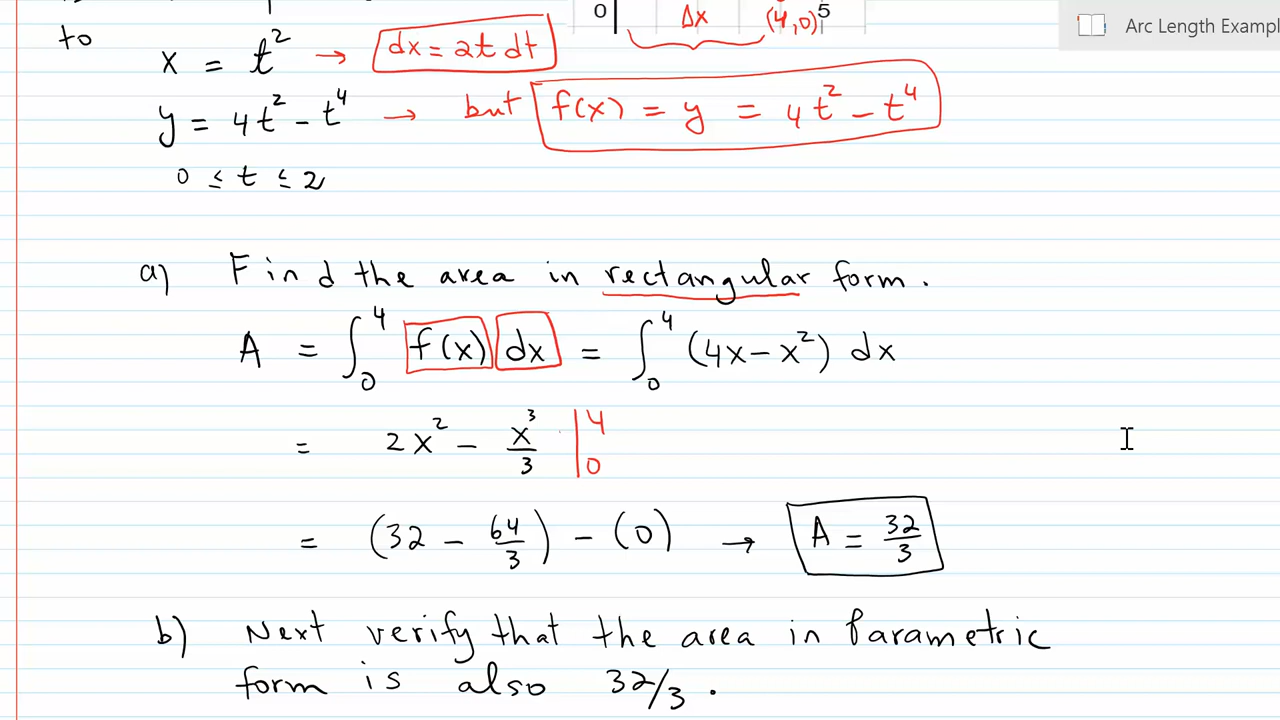 0 Δx (4,0) 5
Arc Length Exampl
to
x = t² → dx = 2t dt
y = 4t² - t⁴ → but f(x) = y = 4t² - t⁴
0 ≤ t ≤ 2
a) Find the area in rectangular form.
A = ∫₀⁴ f(x) dx = ∫₀⁴ (4x - x²) dx
= 2x² - x³/3 |₀⁴
= (32 - 64/3) - (0) → A = 32/3
b) Next verify that the area in Parametric
form is also 32/3.